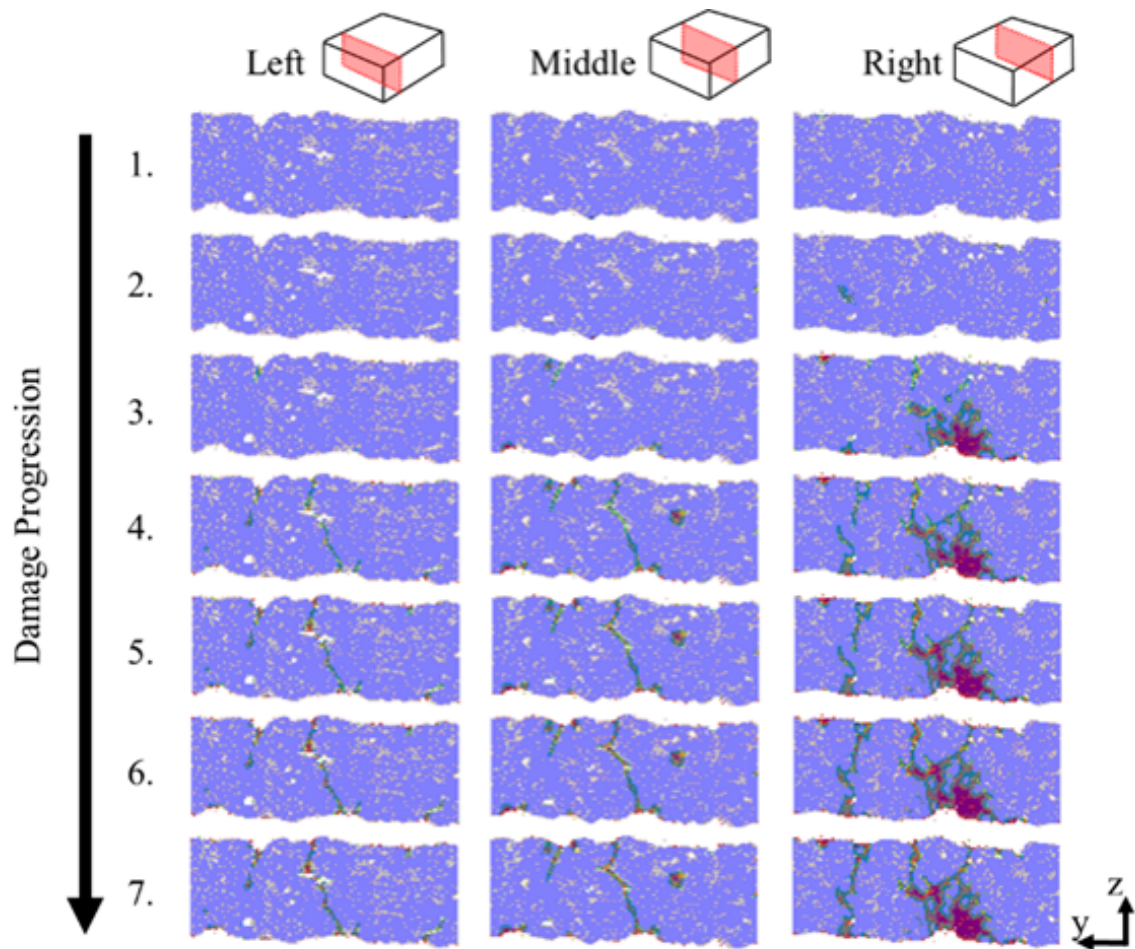 Left
Middle
Right
Damage Progression
1.
2.
3.
4.
5.
6.
7.
z
y